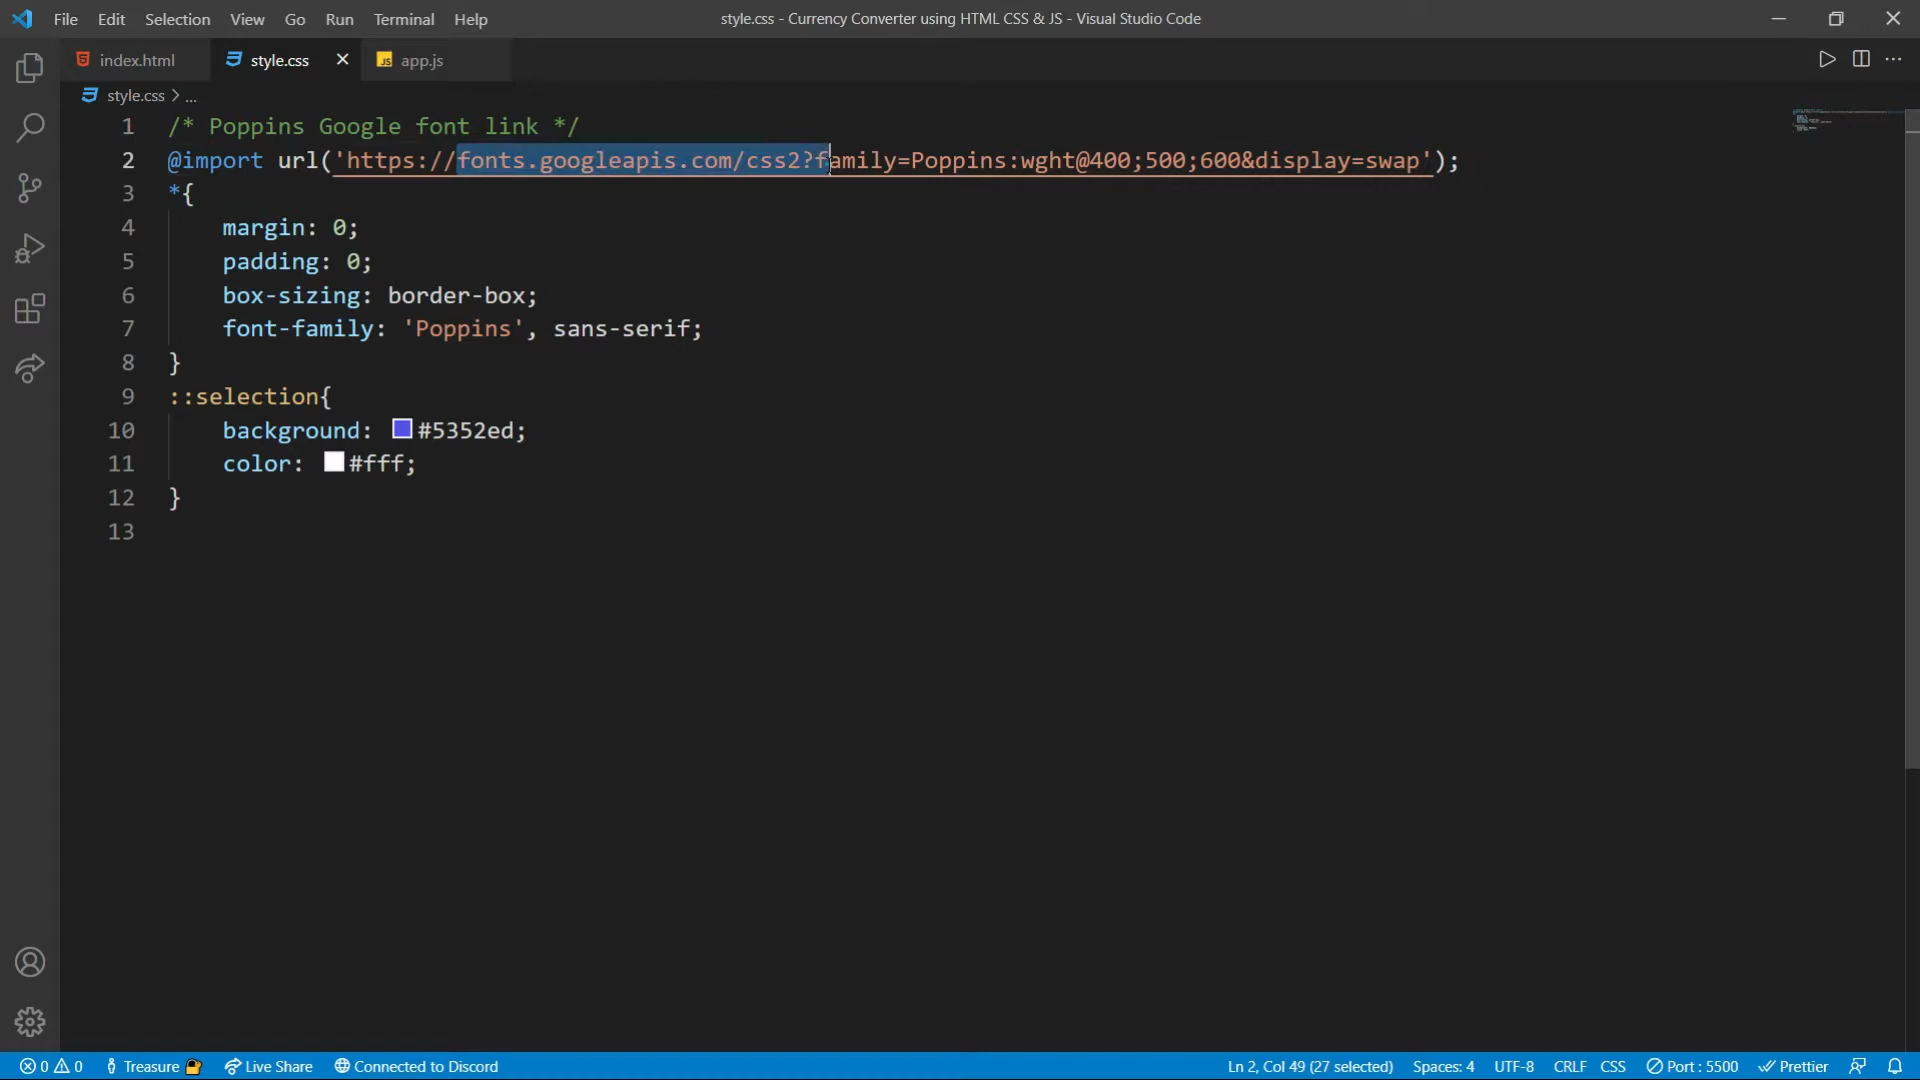 File Edit Selection View Go Run Terminal Help
style.css - Currency Converter using HTML CSS & JS - Visual Studio Code
index.html
style.css
JS app.js
style.css > ...
1 /* Poppins Google font link */
2 @import url('https://fonts.googleapis.com/css2?family=Poppins:wght@400;500;600&display=swap');
3 *{
4 margin: 0;
5 padding: 0;
6 box-sizing: border-box;
7 font-family: 'Poppins', sans-serif;
8 }
9 ::selection{
10 background: #5352ed;
11 color: #fff;
12 }
13
0 0 Treasure Live Share Connected to Discord Ln 2, Col 49 (27 selected) Spaces: 4 UTF-8 CRLF CSS Port : 5500 Prettier